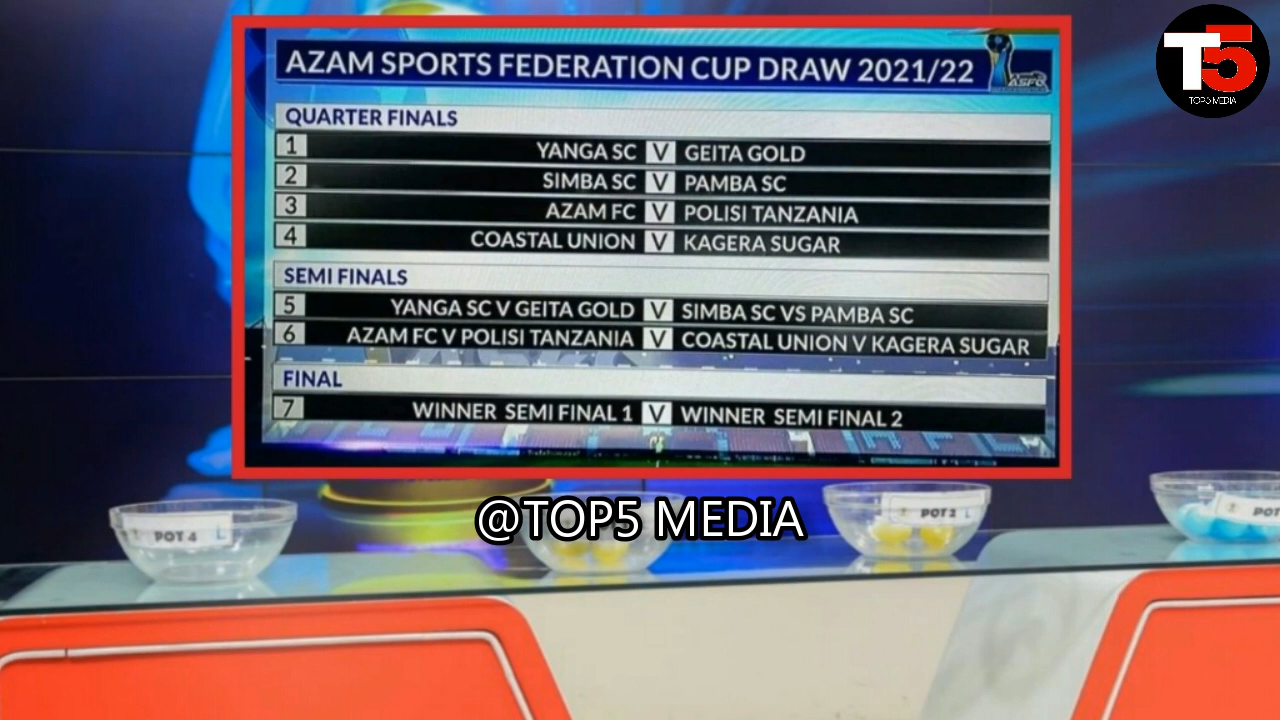 T5
TOP5 MEDIA
AZAM SPORTS FEDERATION CUP DRAW 2021/22
ASFC
QUARTER FINALS
1 YANGA SC V GEITA GOLD
2 SIMBA SC V PAMBA SC
3 AZAM FC V POLISI TANZANIA
4 COASTAL UNION V KAGERA SUGAR
SEMI FINALS
5 YANGA SC V GEITA GOLD V SIMBA SC VS PAMBA SC
6 AZAM FC V POLISI TANZANIA V COASTAL UNION V KAGERA SUGAR
FINAL
7 WINNER SEMI FINAL 1 V WINNER SEMI FINAL 2
@TOP5 MEDIA
POT 4
POT